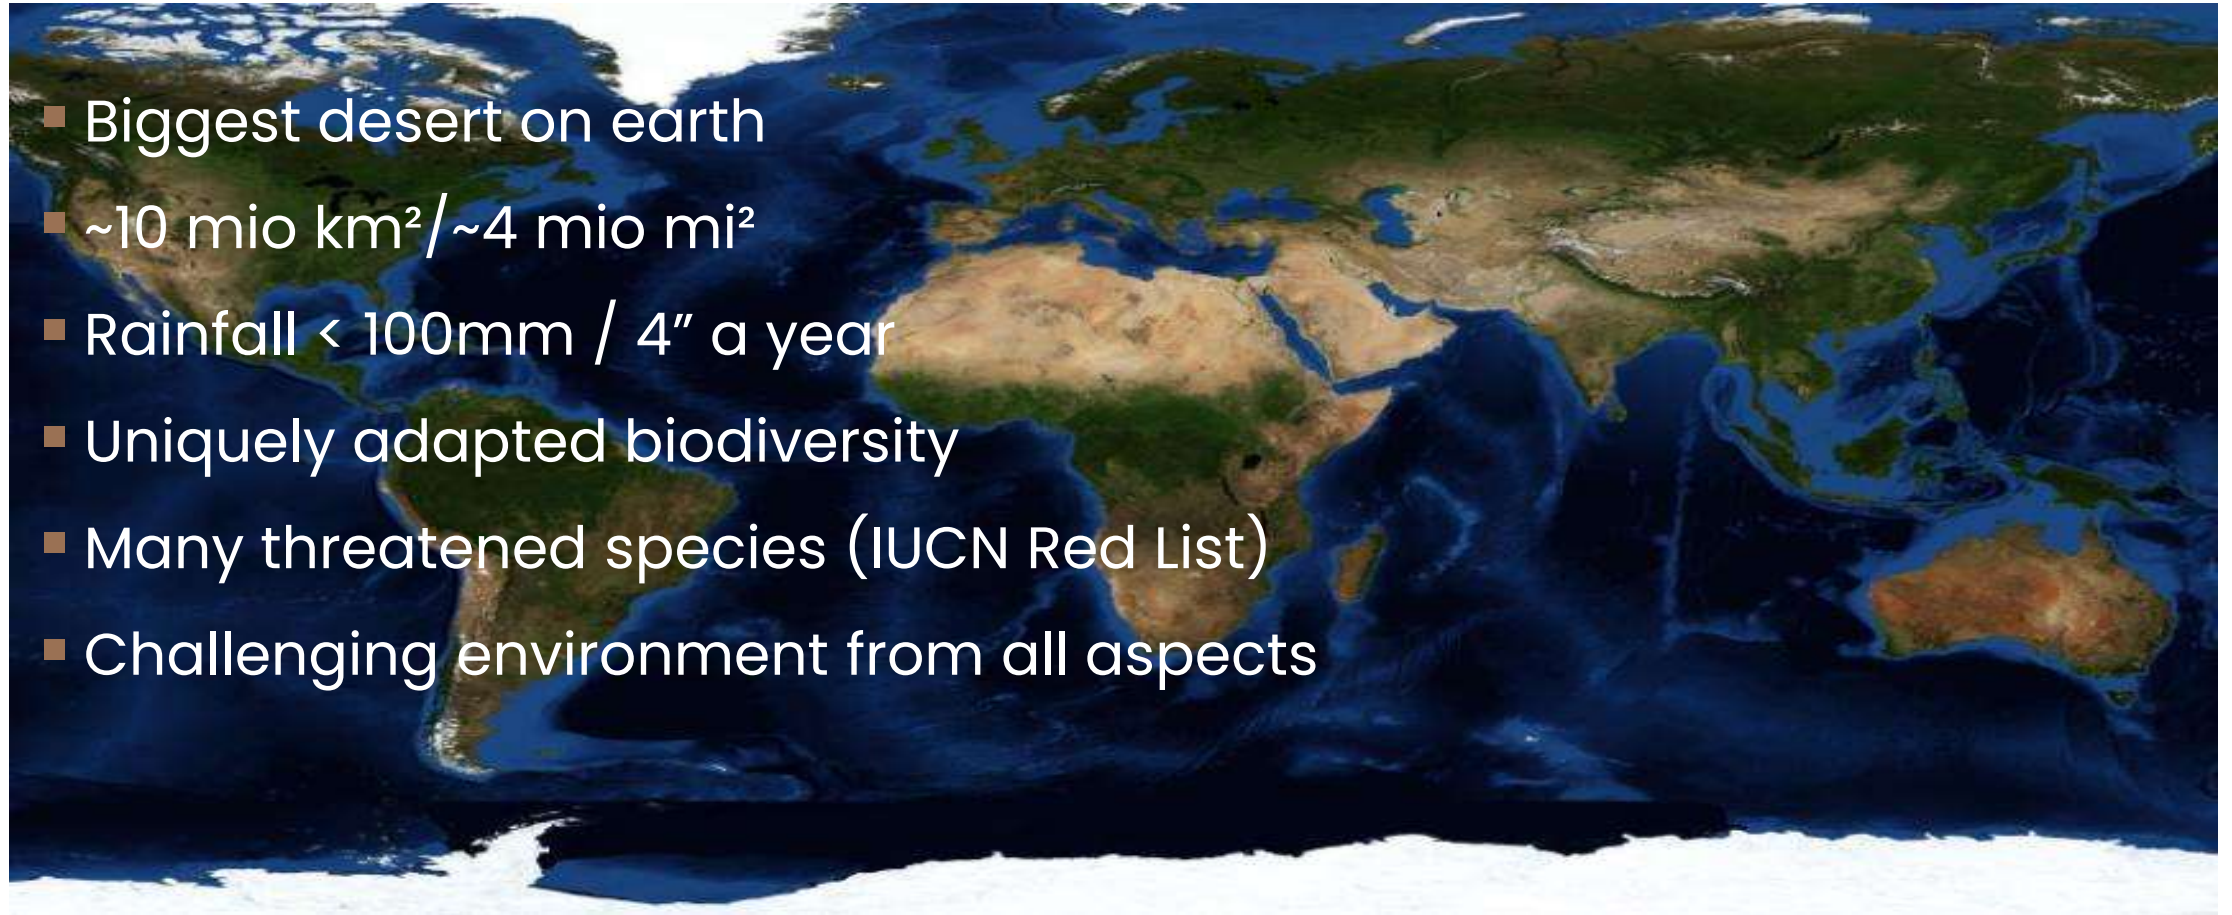 ▪ Biggest desert on earth
▪ ~10 mio km²/~4 mio mi²
▪ Rainfall < 100mm / 4” a year
▪ Uniquely adapted biodiversity
▪ Many threatened species (IUCN Red List)
▪ Challenging environment from all aspects